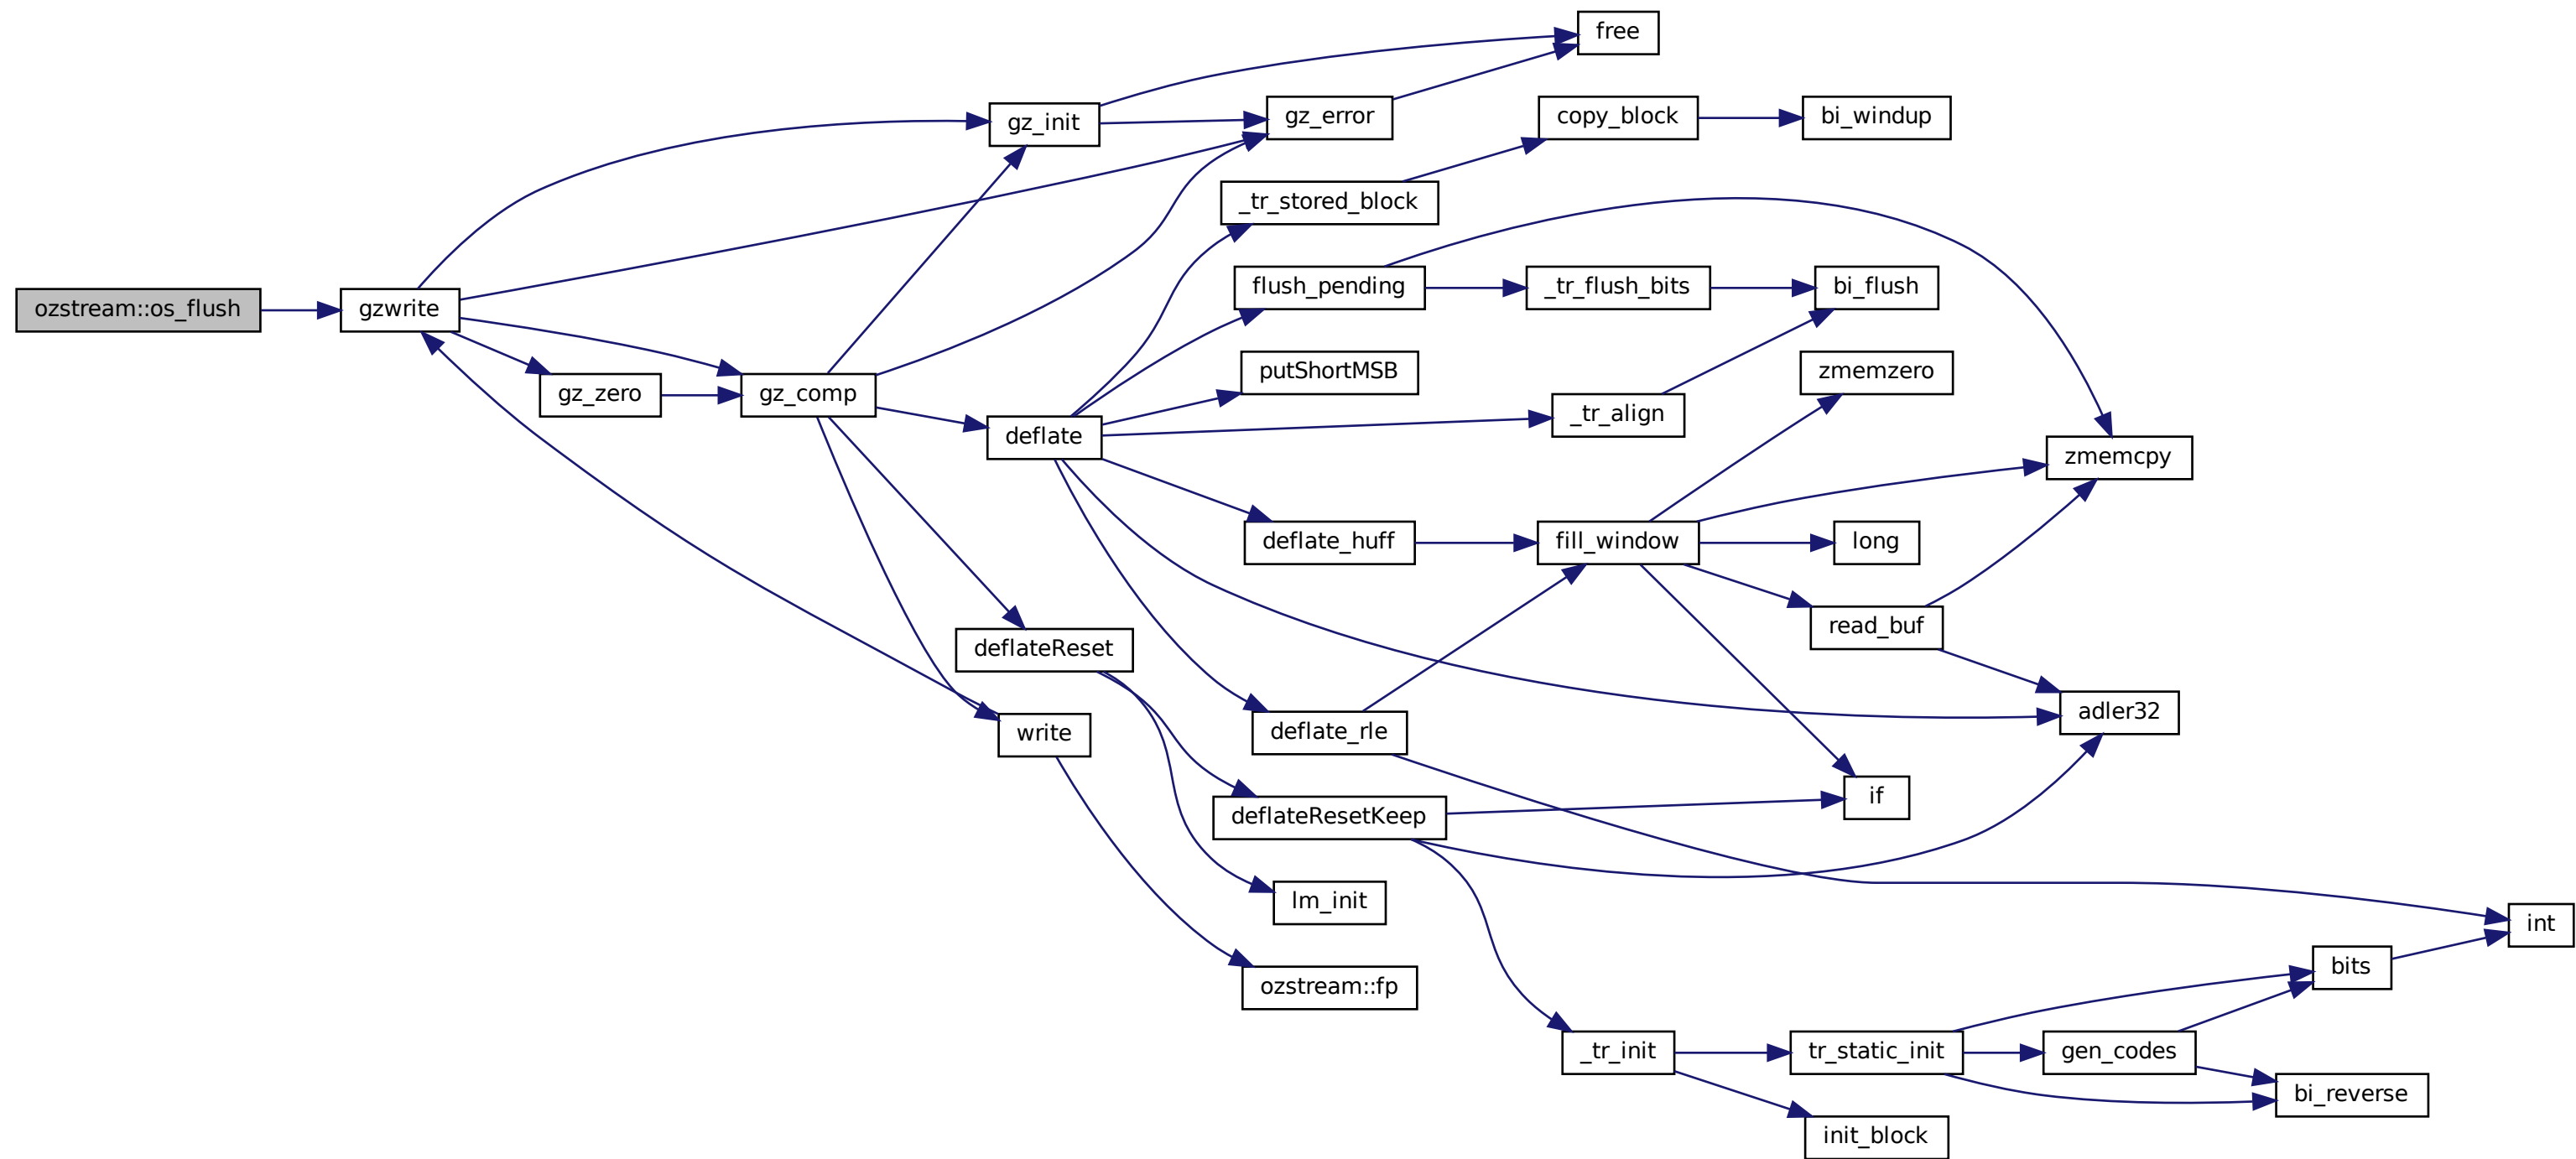 free
gz_init
gz_error
copy_block
bi_windup
_tr_stored_block
flush_pending
_tr_flush_bits
bi_flush
ozstream::os_flush
gzwrite
putShortMSB
zmemzero
gz_zero
gz_comp
_tr_align
deflate
zmemcpy
deflate_huff
fill_window
long
read_buf
deflateReset
adler32
write
deflate_rle
if
deflateResetKeep
lm_init
int
bits
ozstream::fp
_tr_init
tr_static_init
gen_codes
bi_reverse
init_block